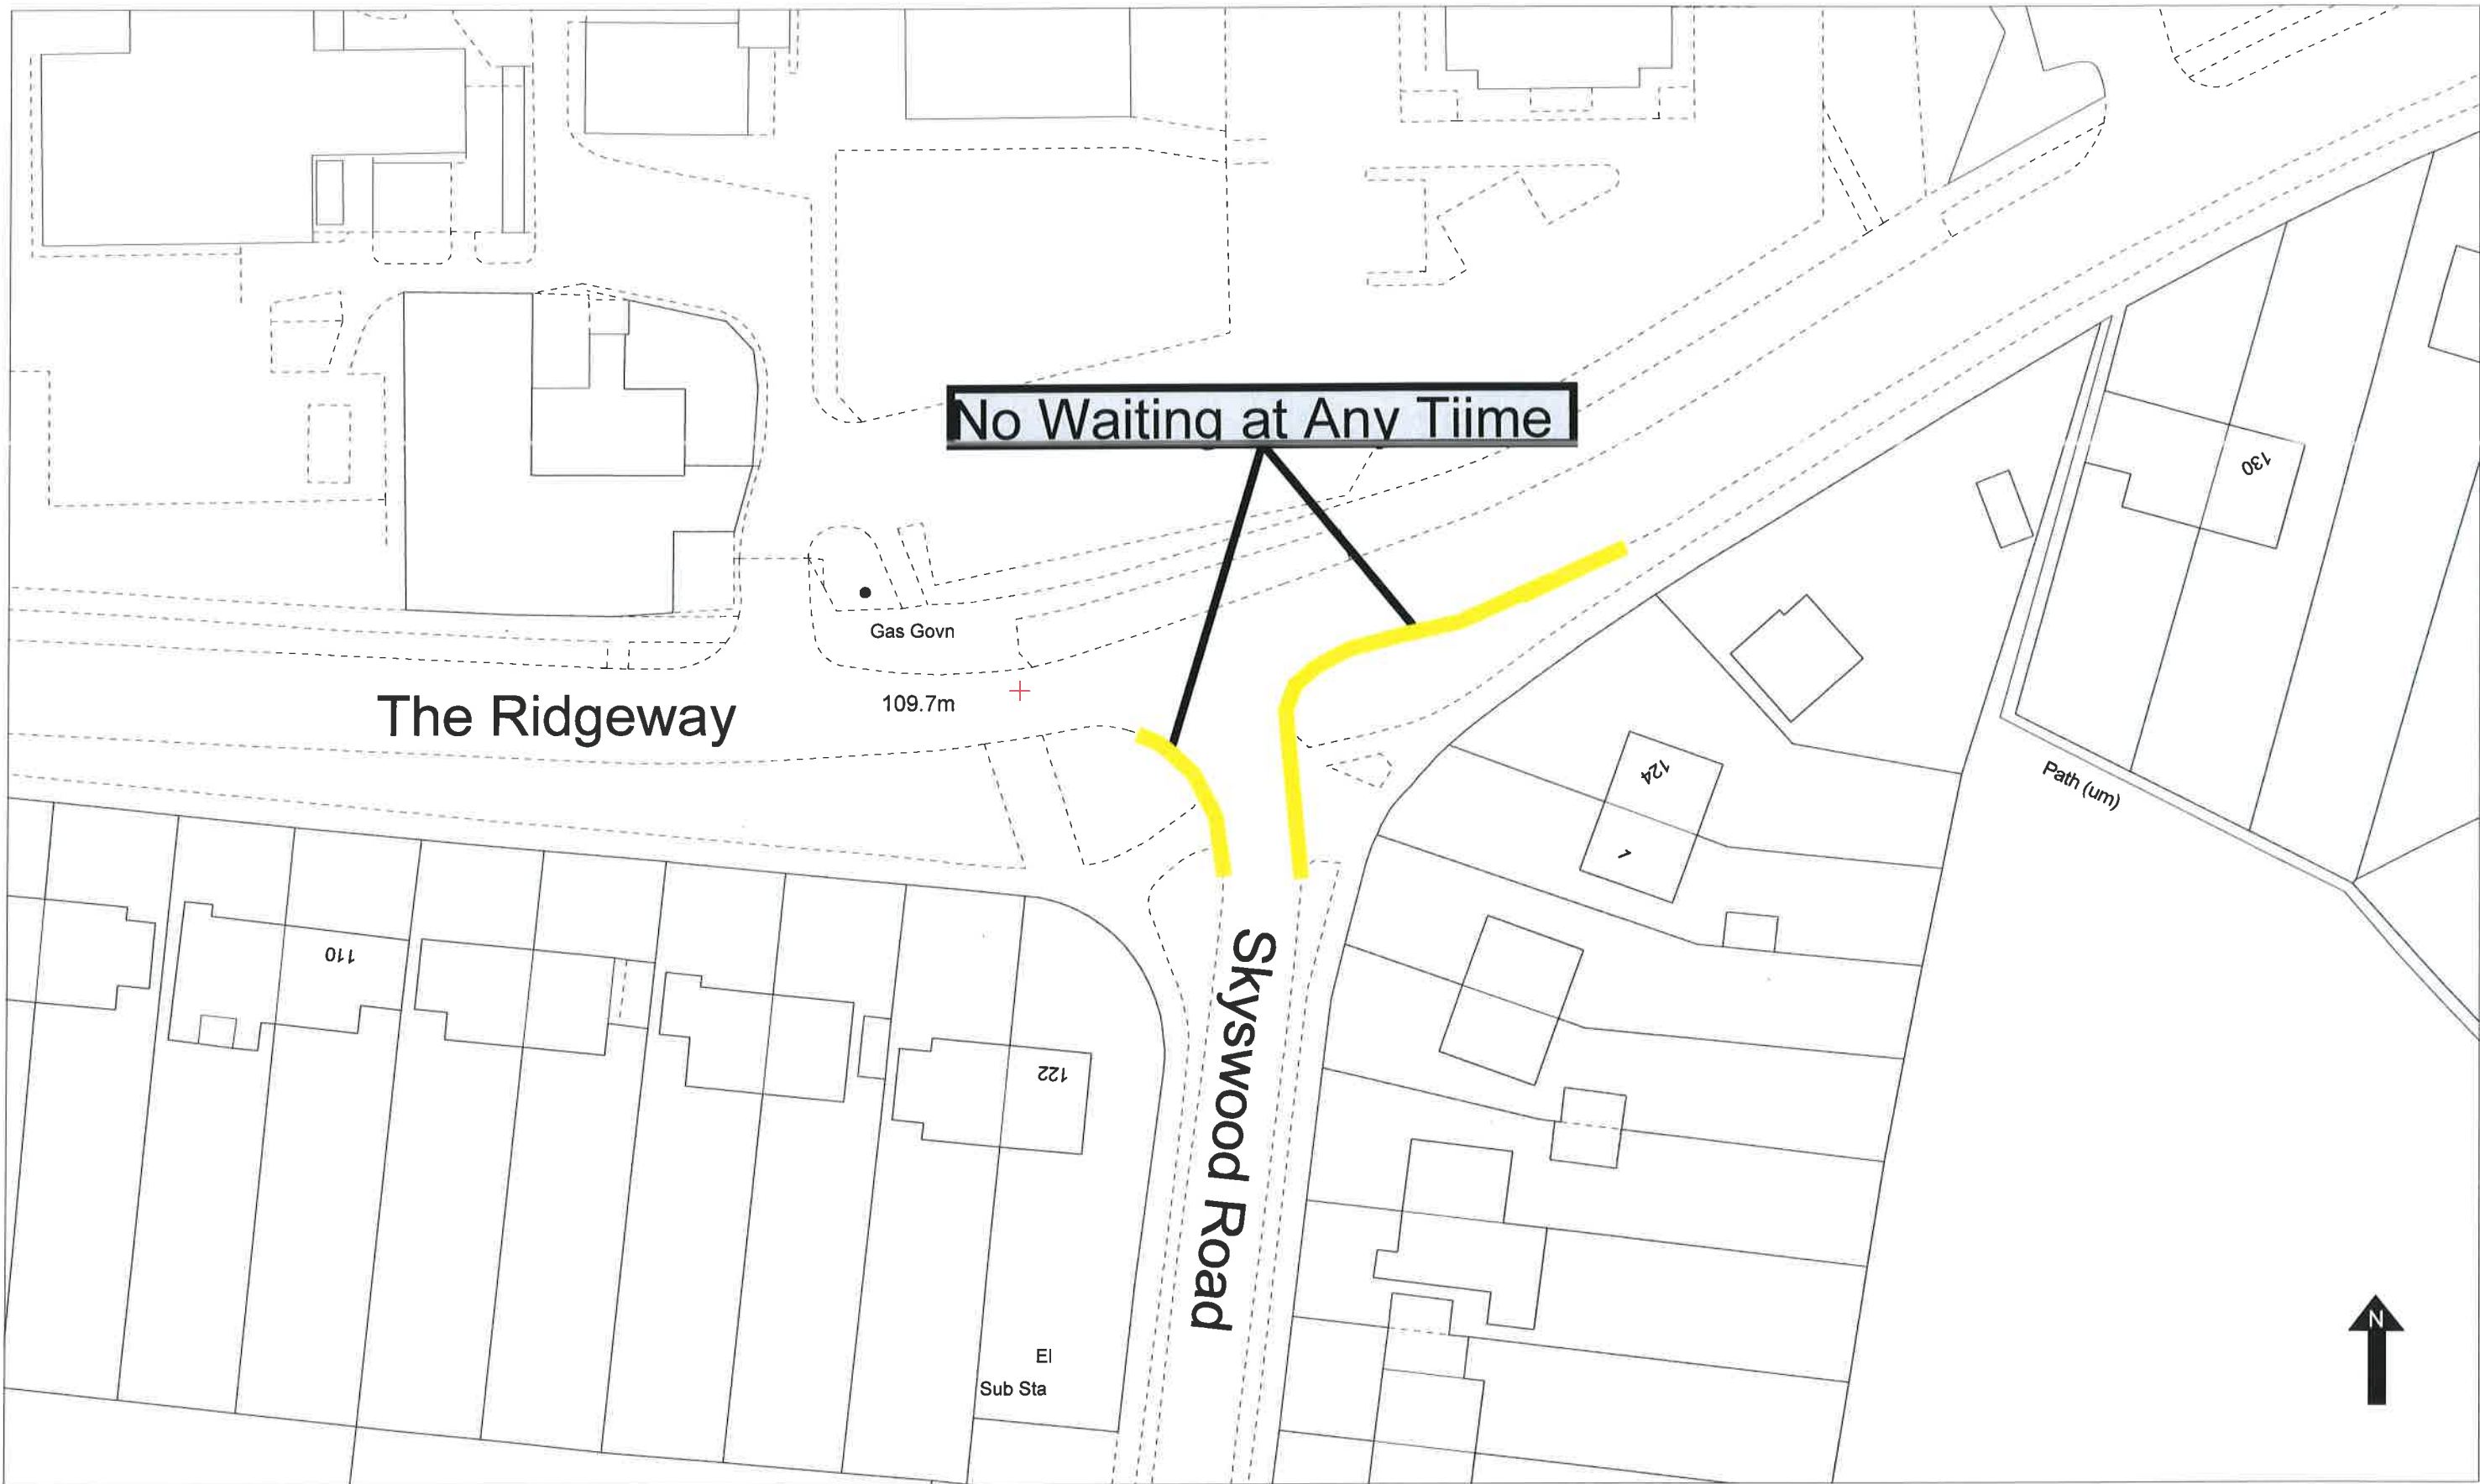 No Waiting at Any Tiime
130
Gas Govn
109.7m
The Ridgeway
124
Path (um)
1
110
Skyswood Road
122
El
Sub Sta
N